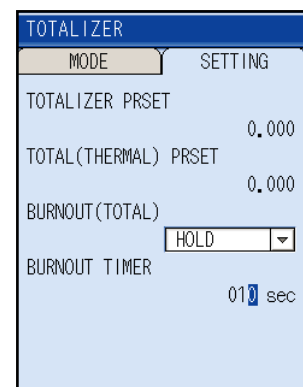 TOTALIZER
MODE SETTING
TOTALIZER PRSET
0.000
TOTAL(THERMAL) PRSET
0.000
BURNOUT(TOTAL)
HOLD
BURNOUT TIMER
010 sec